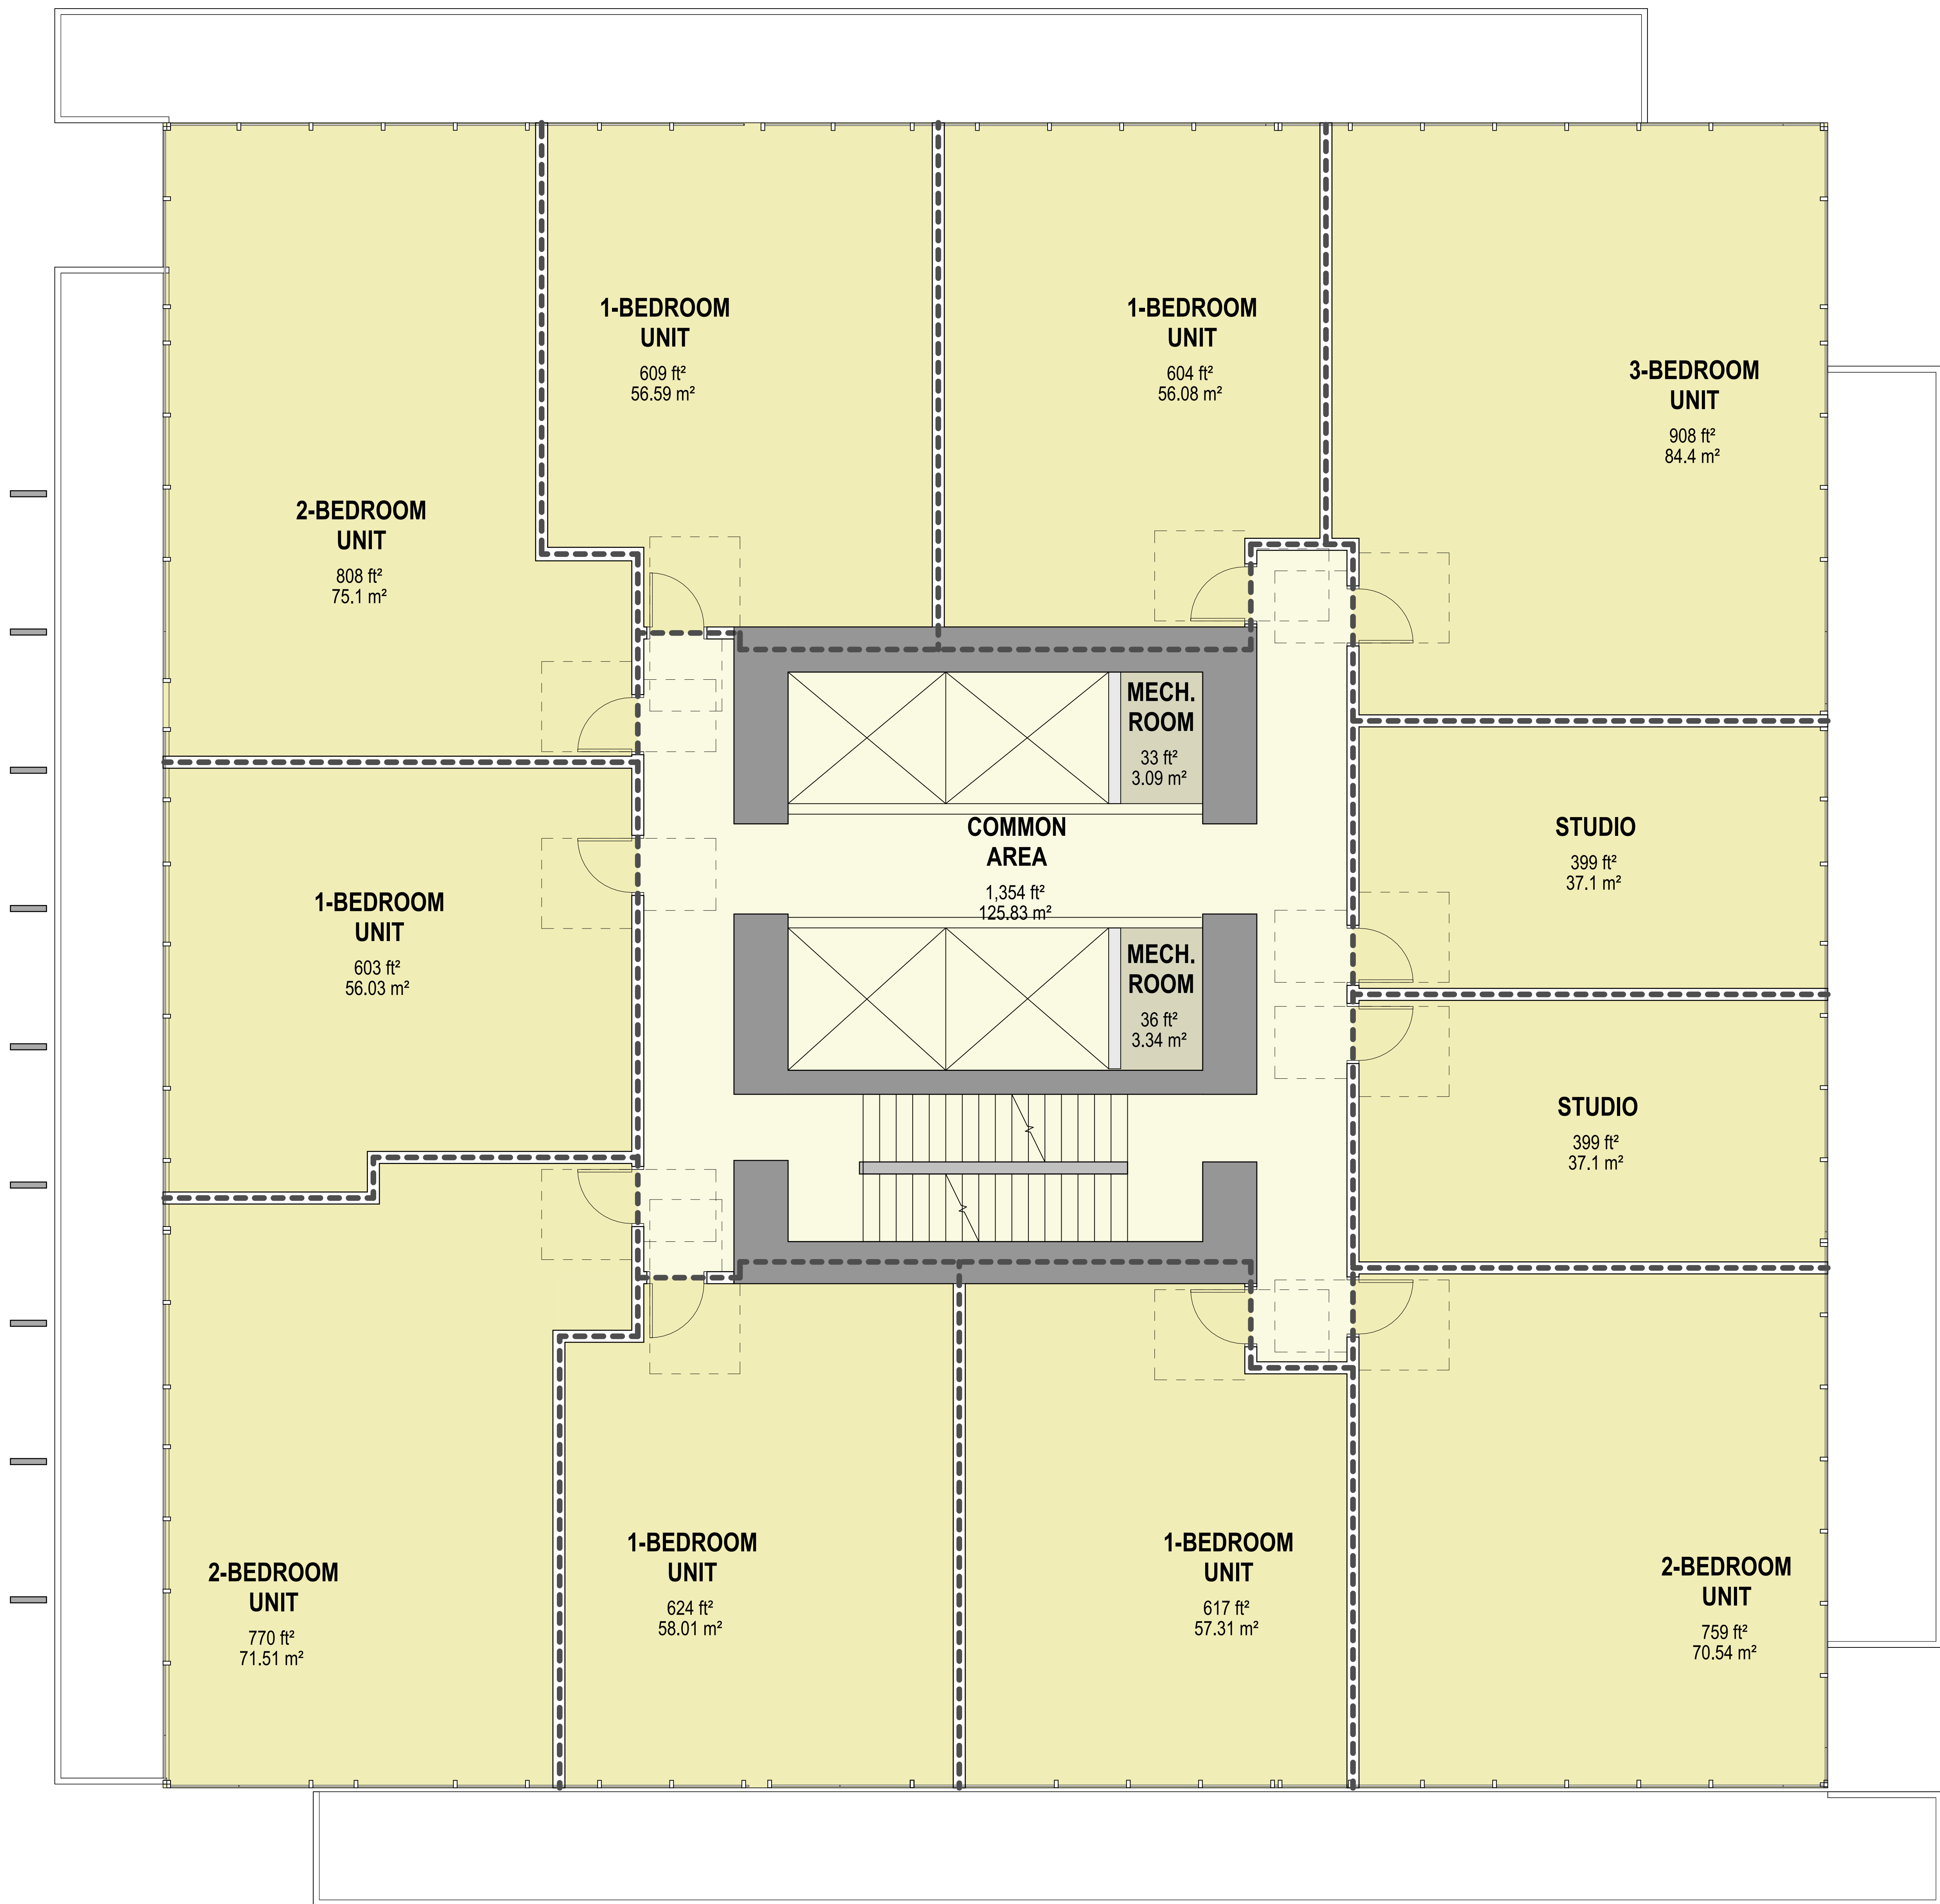 1-BEDROOM
UNIT
609 ft²
56.59 m²
1-BEDROOM
UNIT
604 ft²
56.08 m²
3-BEDROOM
UNIT
908 ft²
84.4 m²
2-BEDROOM
UNIT
808 ft²
75.1 m²
MECH.
ROOM
33 ft²
3.09 m²
COMMON
AREA
1,354 ft²
125.83 m²
STUDIO
399 ft²
37.1 m²
1-BEDROOM
UNIT
603 ft²
56.03 m²
MECH.
ROOM
36 ft²
3.34 m²
STUDIO
399 ft²
37.1 m²
2-BEDROOM
UNIT
770 ft²
71.51 m²
1-BEDROOM
UNIT
624 ft²
58.01 m²
1-BEDROOM
UNIT
617 ft²
57.31 m²
2-BEDROOM
UNIT
759 ft²
70.54 m²